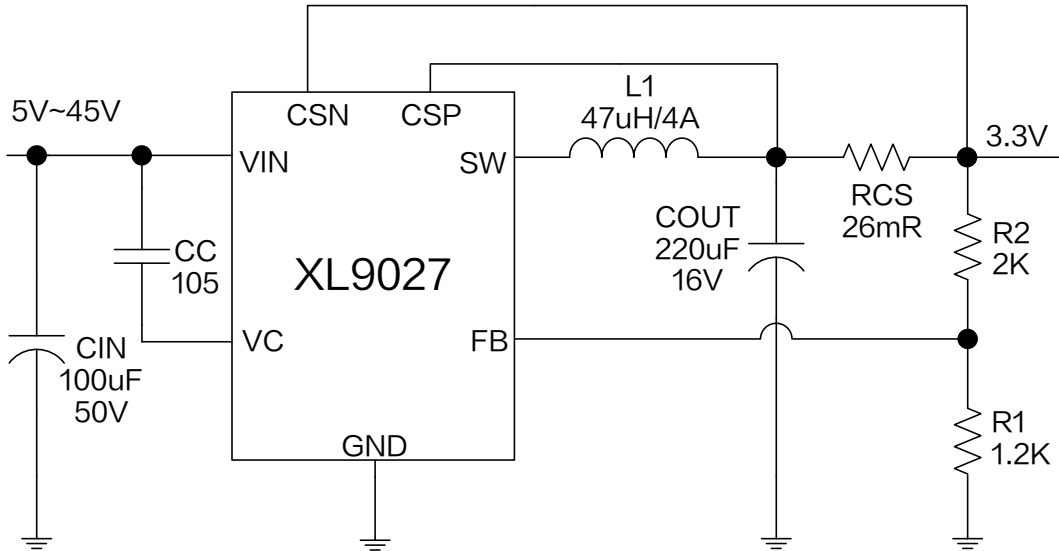 5V~45V
CSN
CSP
L1
47uH/4A
3.3V
VIN
SW
RCS
26mR
COUT
220uF
16V
R2
2K
CC
105
XL9027
VC
FB
CIN
100uF
50V
GND
R1
1.2K